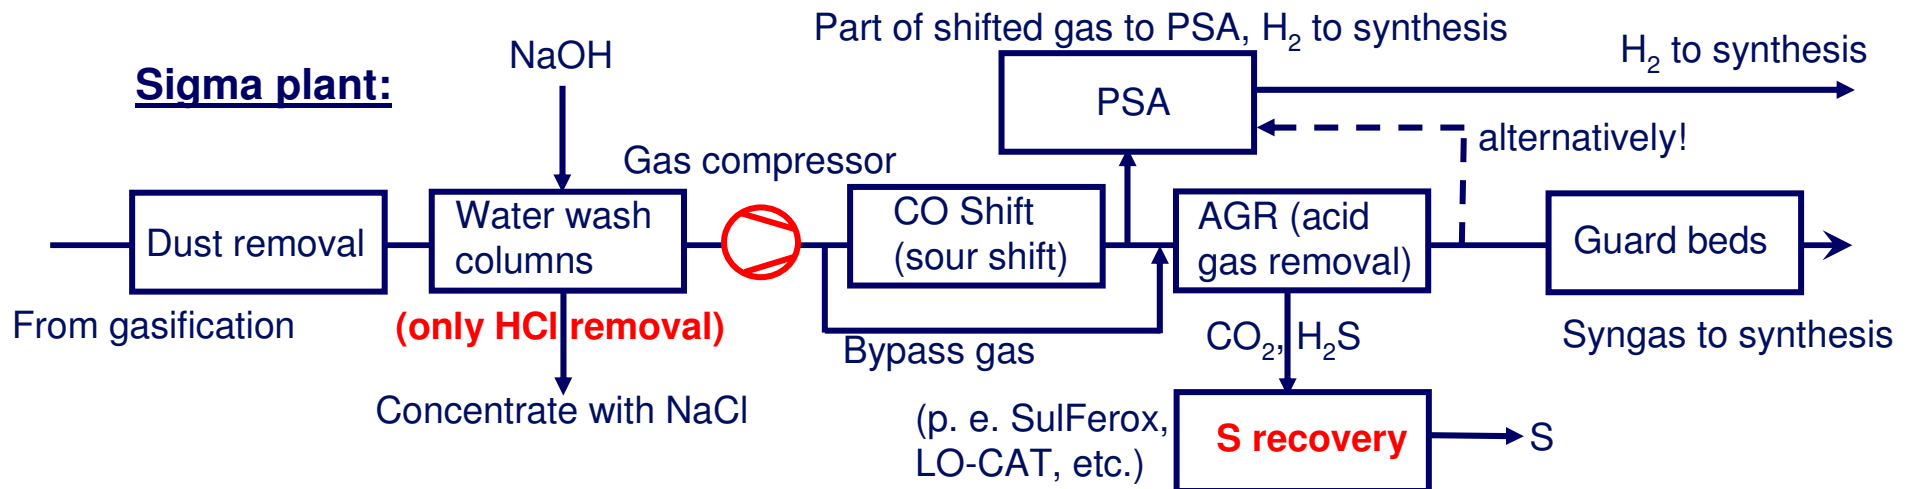 Part of shifted gas to PSA, H2 to synthesis
NaOH
H2 to synthesis
Sigma plant:
PSA
alternatively!
Gas compressor
Dust removal
Water wash
columns
CO Shift
(sour shift)
AGR (acid
gas removal)
Guard beds
From gasification
(only HCl removal)
Bypass gas
CO2, H2S
Syngas to synthesis
Concentrate with NaCl
(p. e. SulFerox,
LO-CAT, etc.)
S recovery
S